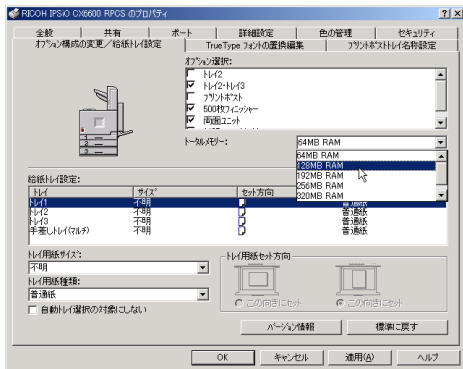 RICOH IPSiO CX6600 RPCS のプロパティ
全般
共有
ポート
詳細設定
色の管理
セキュリティ
オプション構成の変更/給紙トレイ設定
TrueType フォントの置換編集
プリントポストトレイ名称設定
オプション選択:
トレイ2
トレイ2・トレイ3
プリントポスト
500枚フィニッシャー
両面ユニット
トータルメモリー:
64MB RAM
64MB RAM
128MB RAM
192MB RAM
256MB RAM
320MB RAM
給紙トレイ設定:
トレイ サイズ セット方向
トレイ1 不明 普通紙
トレイ2 不明 普通紙
トレイ3 不明 普通紙
手差しトレイ(マルチ) 不明 普通紙
トレイ用紙サイズ:
不明
トレイ用紙種類:
普通紙
自動トレイ選択の対象にしない
トレイ用紙セット方向
この向きにセット
この向きにセット
バージョン情報
標準に戻す
OK
キャンセル
適用(A)
ヘルプ